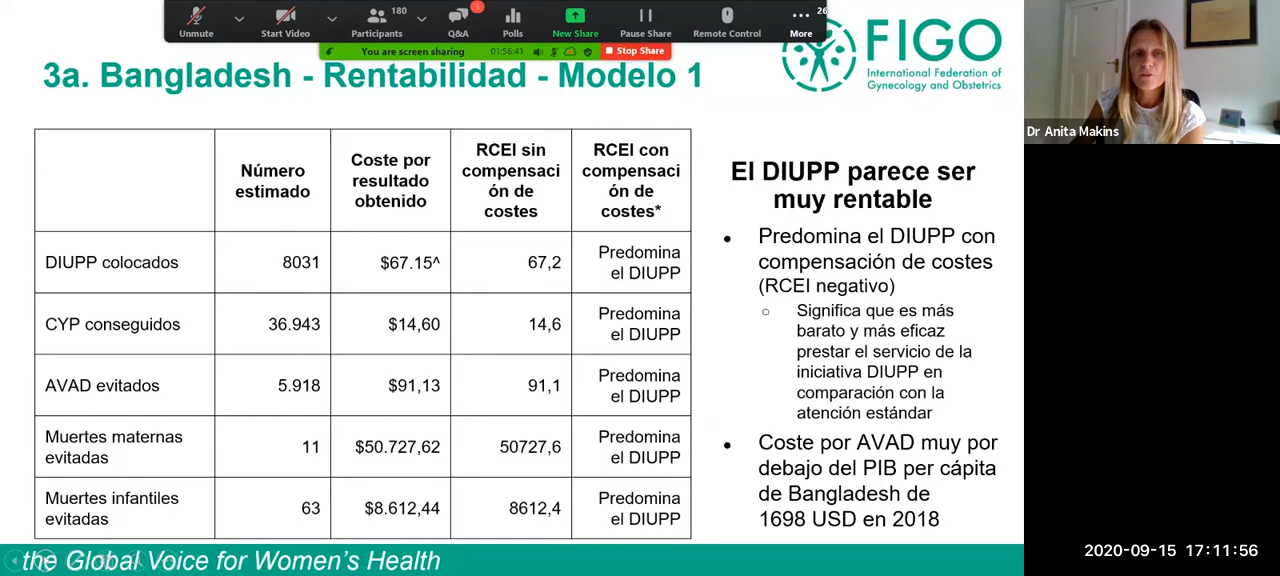 Unmute
Start Video
180
Participants
3
Q&A
Polls
New Share
Pause Share
Remote Control
26
More
You are screen sharing
01:56:41
Stop Share
3a. Bangladesh - Rentabilidad - Modelo 1
FIGO
International Federation of
Gynecology and Obstetrics
Dr Anita Makins
Número
estimado
Coste por
resultado
obtenido
RCEI sin
compensaci
ón de
costes
RCEI con
compensaci
ón de
costes*
DIUPP colocados
8031
$67.15^
67,2
Predomina
el DIUPP
CYP conseguidos
36.943
$14,60
14,6
Predomina
el DIUPP
AVAD evitados
5.918
$91,13
91,1
Predomina
el DIUPP
Muertes maternas
evitadas
11
$50.727,62
50727,6
Predomina
el DIUPP
Muertes infantiles
evitadas
63
$8.612,44
8612,4
Predomina
el DIUPP
El DIUPP parece ser
muy rentable
• Predomina el DIUPP con
compensación de costes
(RCEI negativo)
○ Significa que es más
barato y más eficaz
prestar el servicio de la
iniciativa DIUPP en
comparación con la
atención estándar
• Coste por AVAD muy por
debajo del PIB per cápita
de Bangladesh de
1698 USD en 2018
the Global Voice for Women's Health
2020-09-15 17:11:56